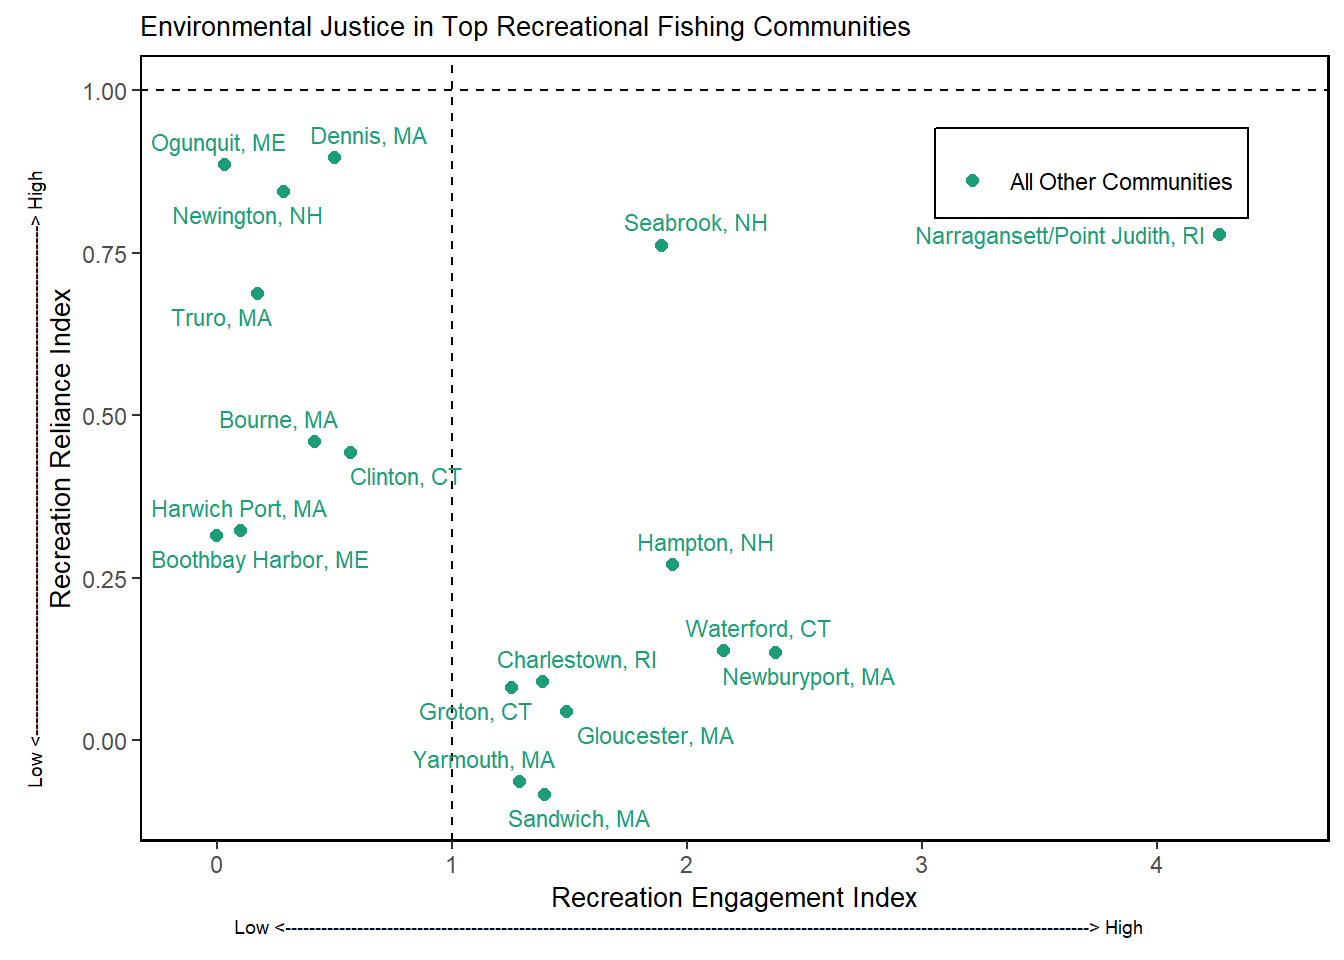 Environmental Justice in Top Recreational Fishing Communities
1.00
0.75
0.50
0.25
0.00
Recreation Reliance Index
Low <----------------------------------------------------------------------------------> High
Ogunquit, ME
Dennis, MA
Newington, NH
Seabrook, NH
All Other Communities
Narragansett/Point Judith, RI
Truro, MA
Bourne, MA
Clinton, CT
Harwich Port, MA
Boothbay Harbor, ME
Hampton, NH
Waterford, CT
Newburyport, MA
Charlestown, RI
Groton, CT
Gloucester, MA
Yarmouth, MA
Sandwich, MA
0
1
2
3
4
Recreation Engagement Index
Low <--------------------------------------------------------------------------------------------------------------------------------------> High